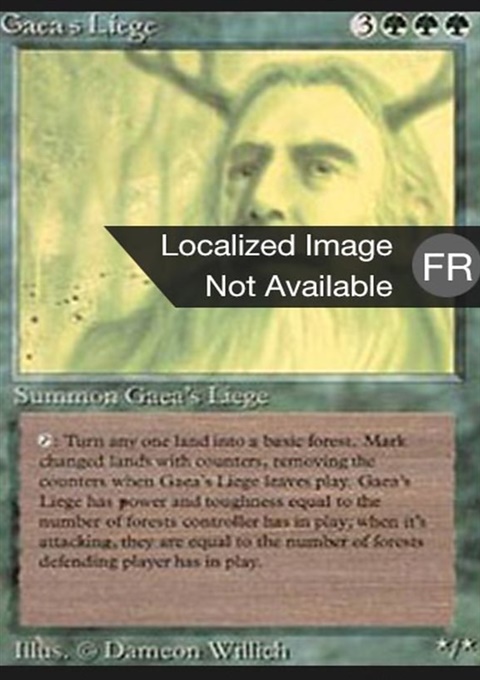 Gaea's Liege 3
Localized Image
Not Available
FR
Summon Gaea's Liege
: Turn any one land into a basic forest. Mark
changed lands with counters, removing the
counters when Gaea's Liege leaves play. Gaea's
Liege has power and toughness equal to the
number of forests controller has in play; when it's
attacking, they are equal to the number of forests
defending player has in play.
Illus. © Dameon Willich */*